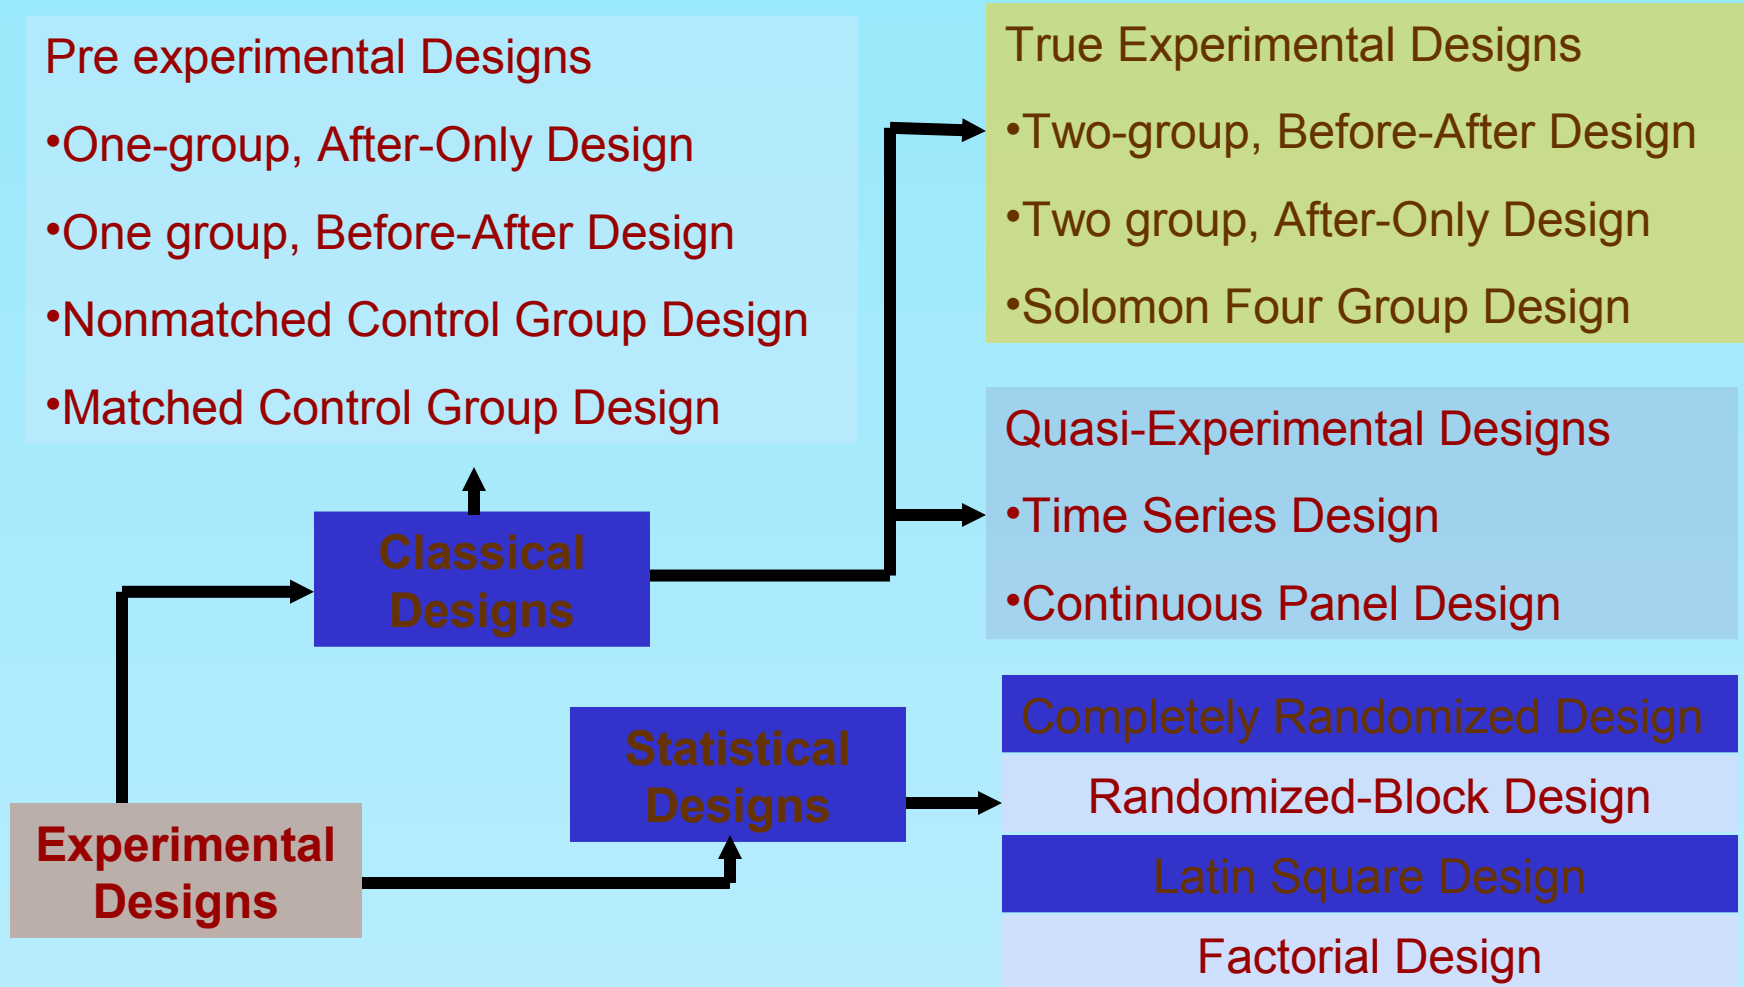 Pre experimental Designs
•One-group, After-Only Design
•One group, Before-After Design
•Nonmatched Control Group Design
•Matched Control Group Design
True Experimental Designs
•Two-group, Before-After Design
•Two group, After-Only Design
•Solomon Four Group Design
Quasi-Experimental Designs
•Time Series Design
•Continuous Panel Design
Classical
Designs
Statistical
Designs
Completely Randomized Design
Randomized-Block Design
Latin Square Design
Factorial Design
Experimental
Designs